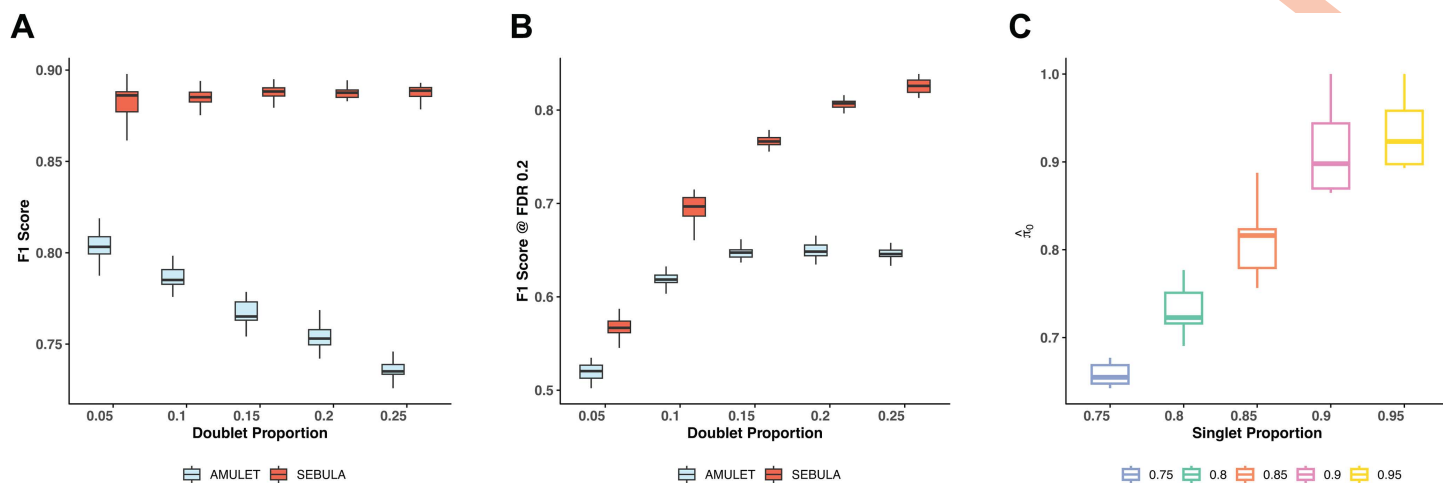 A
0.90
0.85
0.80
0.75
F1 Score
0.05 0.1 0.15 0.2 0.25
Doublet Proportion
AMULET SEBULA
B
0.8
0.7
0.6
0.5
F1 Score @ FDR 0.2
0.05 0.1 0.15 0.2 0.25
Doublet Proportion
AMULET SEBULA
C
1.0
0.9
0.8
0.7
π̂0
0.75 0.8 0.85 0.9 0.95
Singlet Proportion
0.75 0.8 0.85 0.9 0.95